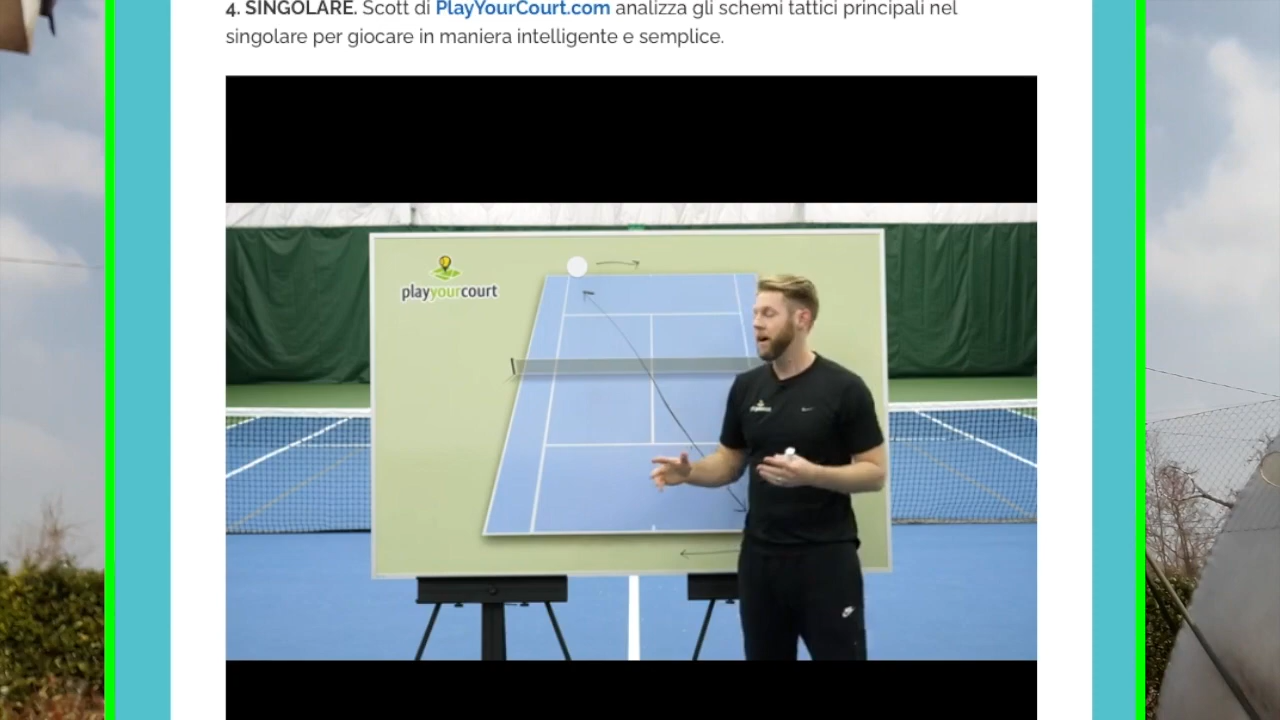 4. SINGOLARE. Scott di PlayYourCourt.com analizza gli schemi tattici principali nel
singolare per giocare in maniera intelligente e semplice.
playyourcourt